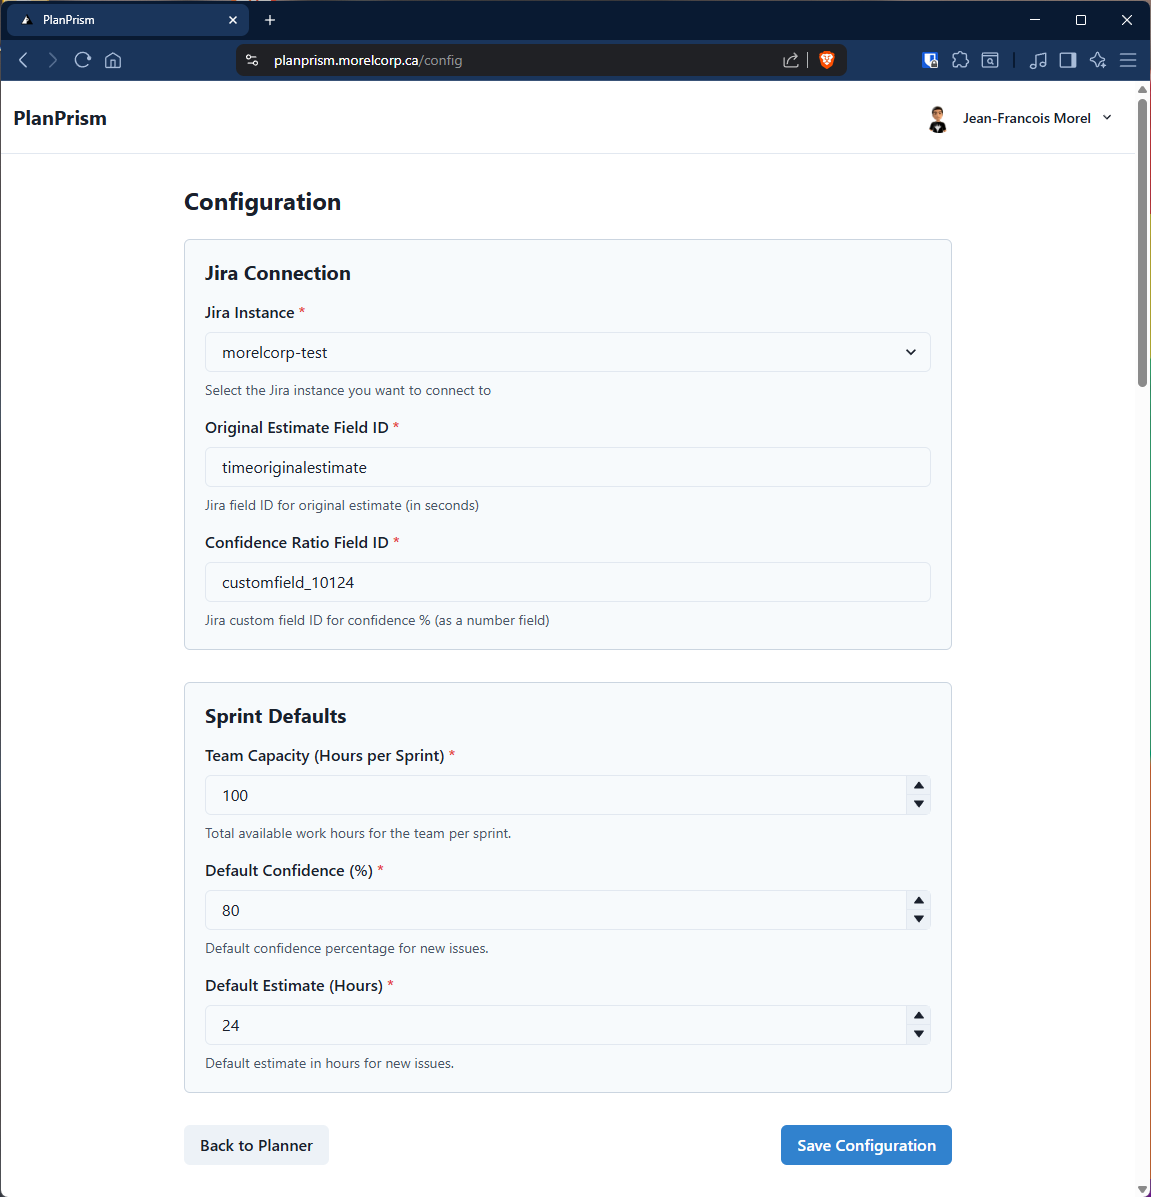 PlanPrism
planprism.morelcorp.ca/config
PlanPrism
Jean-Francois Morel
Configuration
Jira Connection
Jira Instance *
morelcorp-test
Select the Jira instance you want to connect to
Original Estimate Field ID *
timeoriginalestimate
Jira field ID for original estimate (in seconds)
Confidence Ratio Field ID *
customfield_10124
Jira custom field ID for confidence % (as a number field)
Sprint Defaults
Team Capacity (Hours per Sprint) *
100
Total available work hours for the team per sprint.
Default Confidence (%) *
80
Default confidence percentage for new issues.
Default Estimate (Hours) *
24
Default estimate in hours for new issues.
Back to Planner
Save Configuration